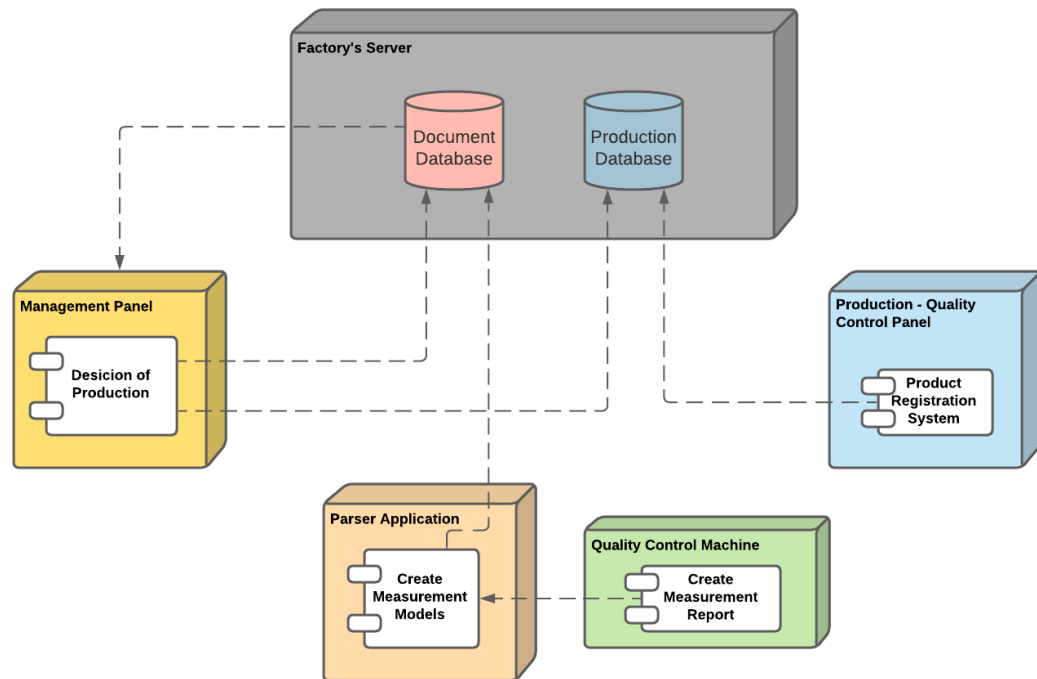 Factory's Server
Document
Database
Production
Database
Management Panel
Desicion of
Production
Production - Quality
Control Panel
Product
Registration
System
Parser Application
Create
Measurement
Models
Quality Control Machine
Create
Measurement
Report